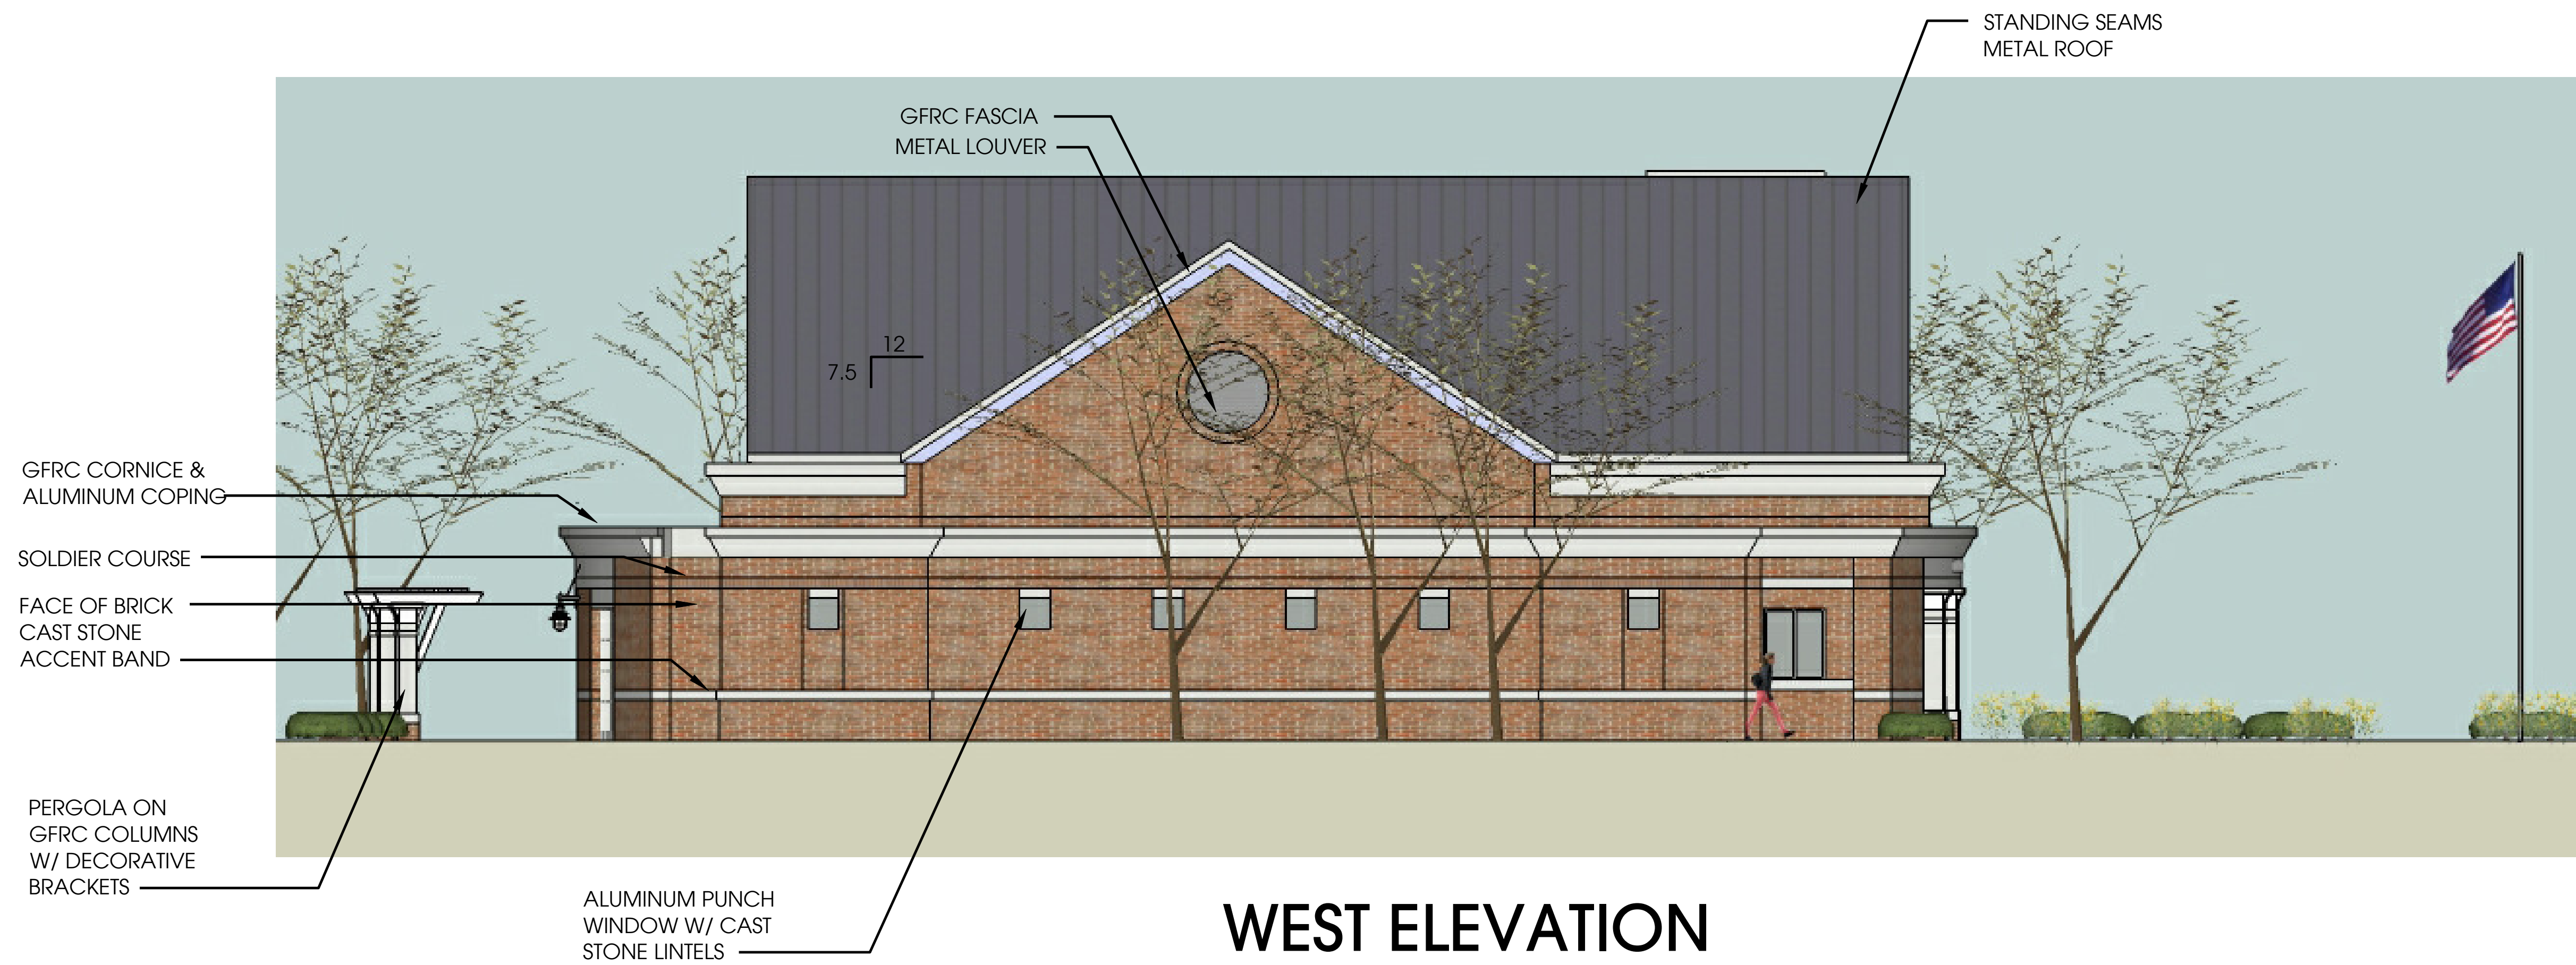 STANDING SEAMS
METAL ROOF
GFRC FASCIA
METAL LOUVER
12
7.5
GFRC CORNICE &
ALUMINUM COPING
SOLDIER COURSE
FACE OF BRICK
CAST STONE
ACCENT BAND
PERGOLA ON
GFRC COLUMNS
W/ DECORATIVE
BRACKETS
ALUMINUM PUNCH
WINDOW W/ CAST
STONE LINTELS
WEST ELEVATION